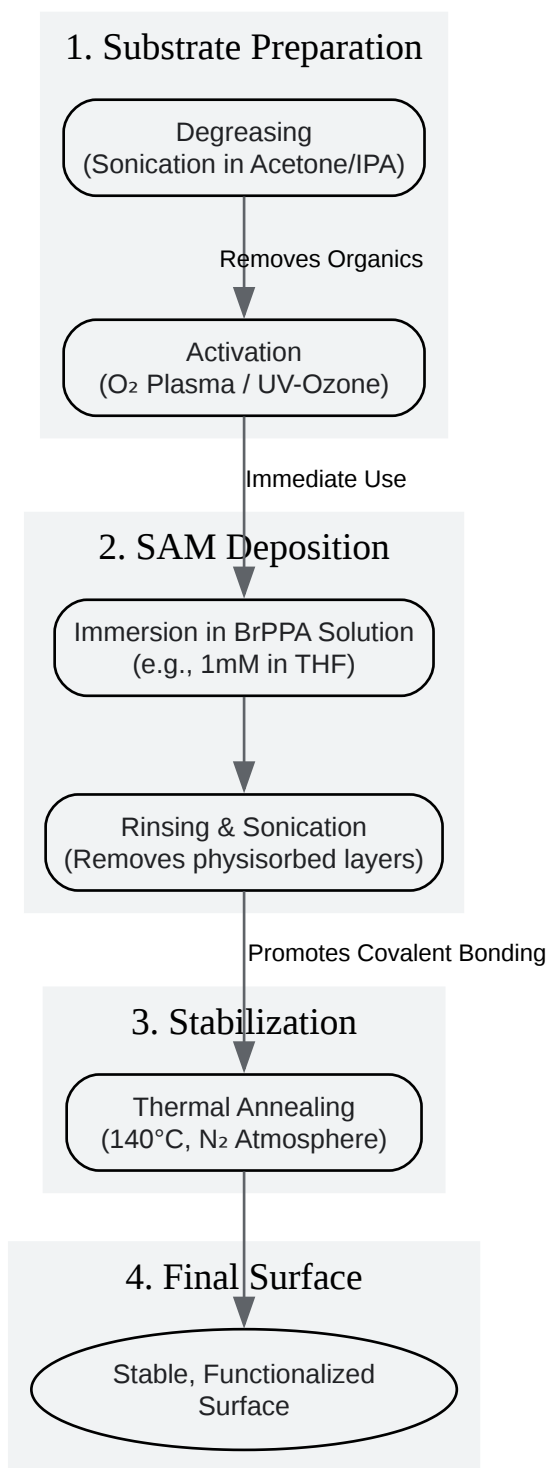 1. Substrate Preparation
Degreasing
(Sonication in Acetone/IPA)
Removes Organics
Activation
(O₂ Plasma / UV-Ozone)
Immediate Use
2. SAM Deposition
Immersion in BrPPA Solution
(e.g., 1mM in THF)
Rinsing & Sonication
(Removes physisorbed layers)
Promotes Covalent Bonding
3. Stabilization
Thermal Annealing
(140°C, N₂ Atmosphere)
4. Final Surface
Stable, Functionalized
Surface